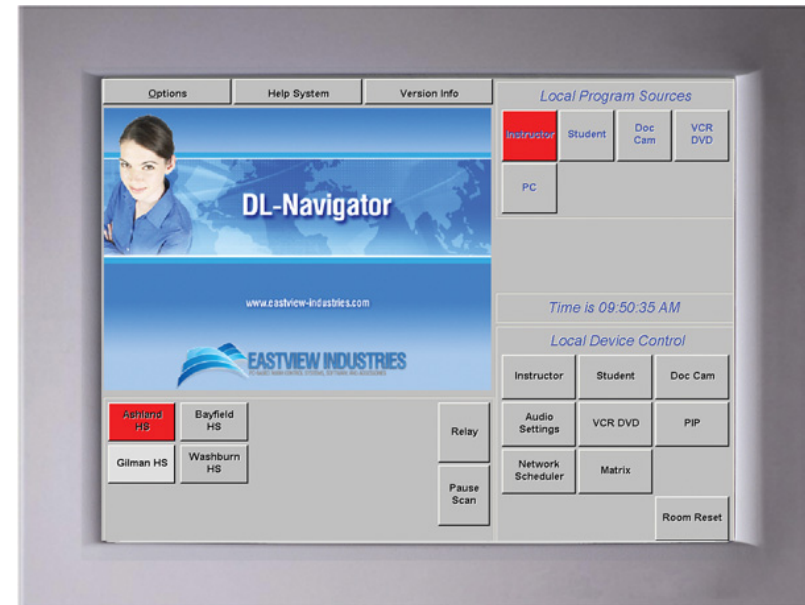 Options
Help System
Version Info
DL-Navigator
www.eastview-industries.com
EASTVIEW INDUSTRIES
Ashland
HS
Bayfield
HS
Gilman HS
Washburn
HS
Relay
Pause
Scan
Local Program Sources
Instructor
Student
Doc
Cam
VCR
DVD
PC
Time is 09:50:35 AM
Local Device Control
Instructor
Student
Doc Cam
Audio
Settings
VCR DVD
PIP
Network
Scheduler
Matrix
Room Reset